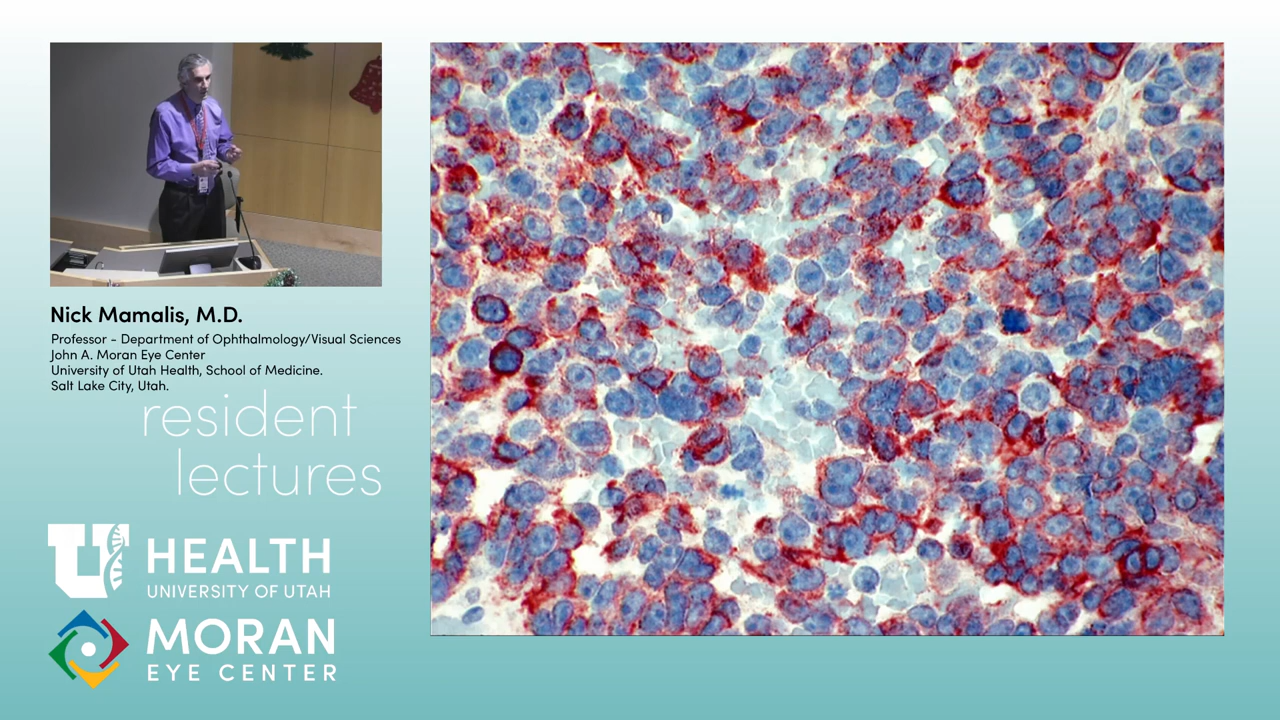 Nick Mamalis, M.D.
Professor - Department of Ophthalmology/Visual Sciences
John A. Moran Eye Center
University of Utah Health, School of Medicine.
Salt Lake City, Utah.
resident
lectures
U HEALTH
UNIVERSITY OF UTAH
MORAN
EYE CENTER